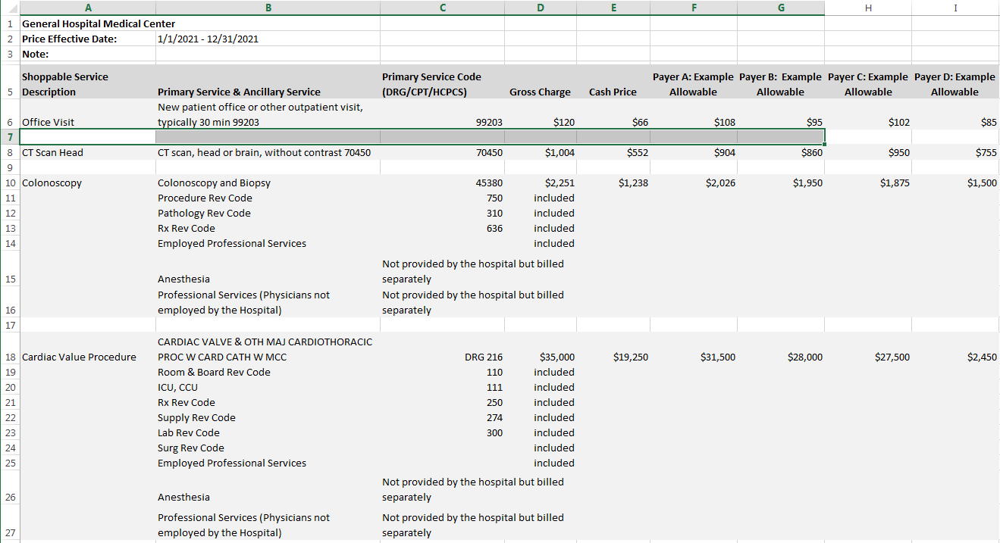 A B C D E F G H I
1 General Hospital Medical Center
2 Price Effective Date: 1/1/2021 - 12/31/2021
3 Note:
Shoppable Service Primary Service Code Payer A: Example Payer B: Example Payer C: Example Payer D: Example
5 Description Primary Service & Ancillary Service (DRG/CPT/HCPCS) Gross Charge Cash Price Allowable Allowable Allowable Allowable
New patient office or other outpatient visit,
6 Office Visit typically 30 min 99203 99203 $120 $66 $108 $95 $102 $85
7
8 CT Scan Head CT scan, head or brain, without contrast 70450 70450 $1,004 $552 $904 $860 $950 $755
9
10 Colonoscopy Colonoscopy and Biopsy 45380 $2,251 $1,238 $2,026 $1,950 $1,875 $1,500
11 Procedure Rev Code 750 included
12 Pathology Rev Code 310 included
13 Rx Rev Code 636 included
14 Employed Professional Services included
Not provided by the hospital but billed
15 Anesthesia separately
Professional Services (Physicians not Not provided by the hospital but billed
16 employed by the Hospital) separately
17
CARDIAC VALVE & OTH MAJ CARDIOTHORACIC
18 Cardiac Value Procedure PROC W CARD CATH W MCC DRG 216 $35,000 $19,250 $31,500 $28,000 $27,500 $2,450
19 Room & Board Rev Code 110 included
20 ICU, CCU 111 included
21 Rx Rev Code 250 included
22 Supply Rev Code 274 included
23 Lab Rev Code 300 included
24 Surg Rev Code included
25 Employed Professional Services included
Not provided by the hospital but billed
26 Anesthesia separately
Professional Services (Physicians not Not provided by the hospital but billed
27 employed by the Hospital) separately